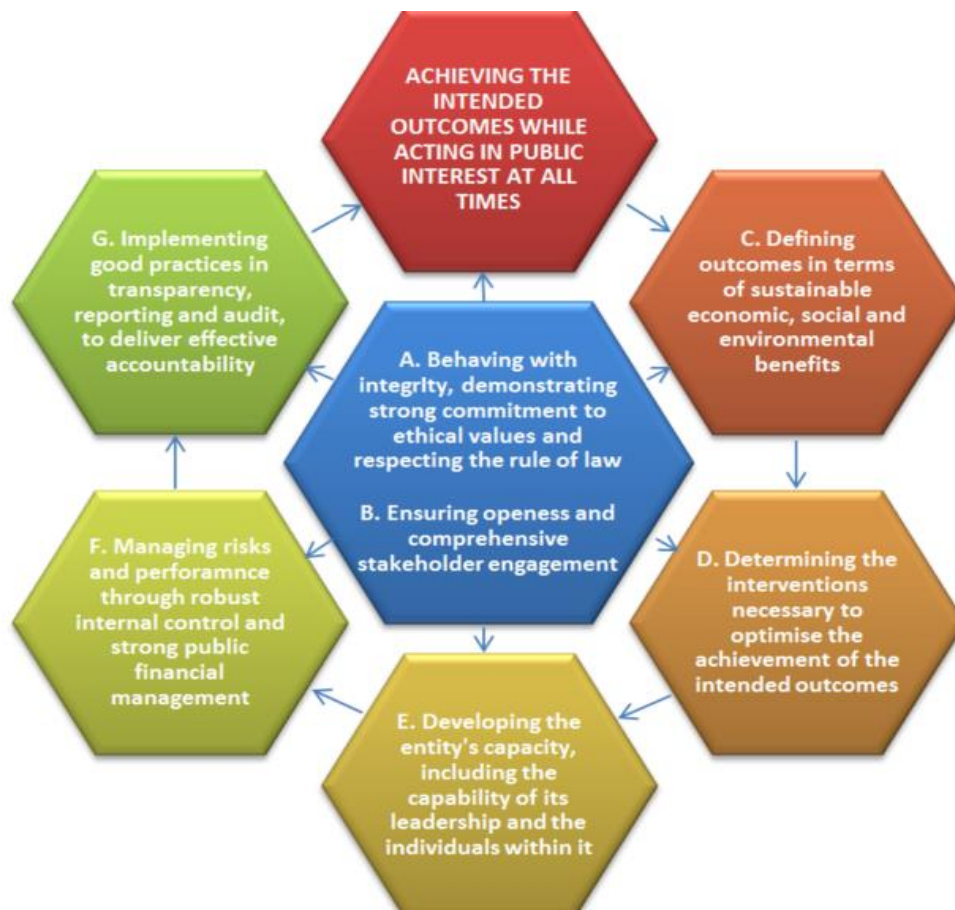 ACHIEVING THE
INTENDED
OUTCOMES WHILE
ACTING IN PUBLIC
INTEREST AT ALL
TIMES
G. Implementing
good practices in
transparency,
reporting and audit,
to deliver effective
accountability
C. Defining
outcomes in terms
of sustainable
economic, social and
environmental
benefits
A. Behaving with
integrIty, demonstrating
strong commitment to
ethical values and
respecting the rule of law
B. Ensuring openess and
comprehensive
stakeholder engagement
F. Managing risks
and perforamnce
through robust
internal control and
strong public
financial
management
D. Determining the
interventions
necessary to
optimise the
achievement of the
intended outcomes
E. Developing the
entity's capacity,
including the
capability of its
leadership and the
individuals within it